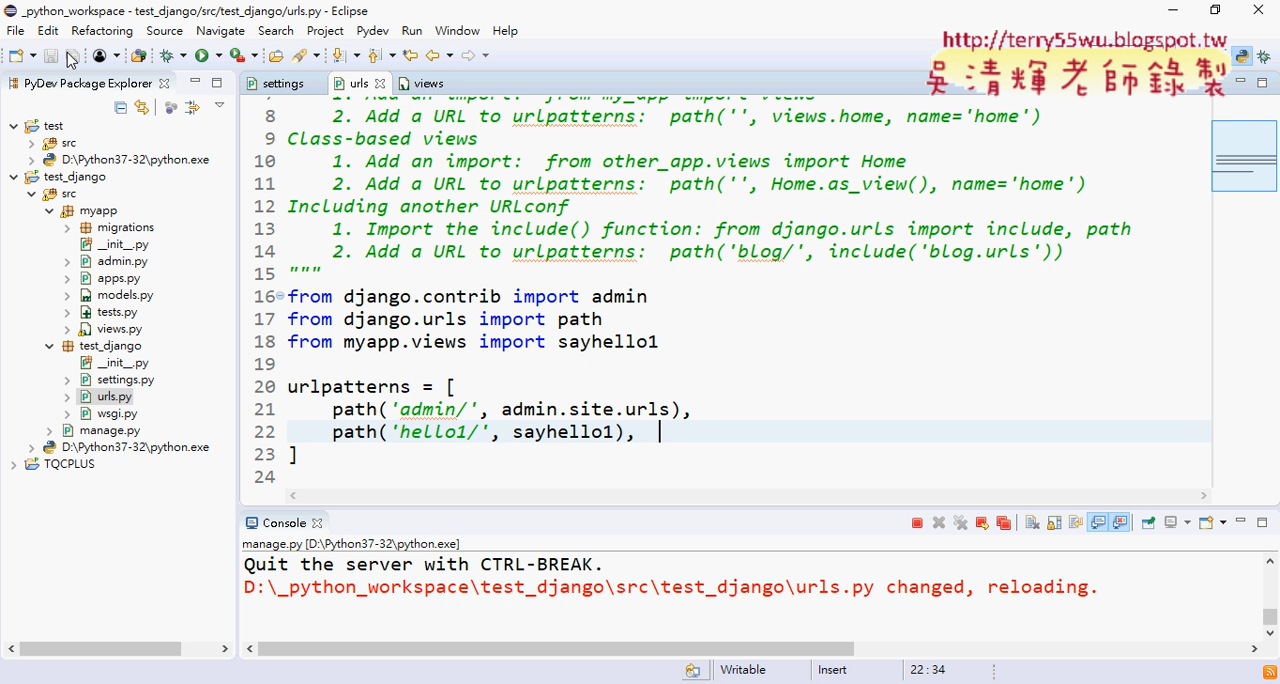 _python_workspace - test_django/src/test_django/urls.py - Eclipse
File Edit Refactoring Source Navigate Search Project Pydev Run Window Help
http://terry55wu.blogspot.tw
吳清輝老師錄製
PyDev Package Explorer
settings urls views
test
src
D:\Python37-32\python.exe
test_django
src
myapp
migrations
__init__.py
admin.py
apps.py
models.py
tests.py
views.py
test_django
__init__.py
settings.py
urls.py
wsgi.py
manage.py
D:\Python37-32\python.exe
TQCPLUS
7 1. Add an import: from my_app import views
8 2. Add a URL to urlpatterns: path('', views.home, name='home')
9 Class-based views
10 1. Add an import: from other_app.views import Home
11 2. Add a URL to urlpatterns: path('', Home.as_view(), name='home')
12 Including another URLconf
13 1. Import the include() function: from django.urls import include, path
14 2. Add a URL to urlpatterns: path('blog/', include('blog.urls'))
15 """
16 from django.contrib import admin
17 from django.urls import path
18 from myapp.views import sayhello1
19
20 urlpatterns = [
21 path('admin/', admin.site.urls),
22 path('hello1/', sayhello1),
23 ]
24
Console
manage.py [D:\Python37-32\python.exe]
Quit the server with CTRL-BREAK.
D:\_python_workspace\test_django\src\test_django\urls.py changed, reloading.
Writable Insert 22 : 34